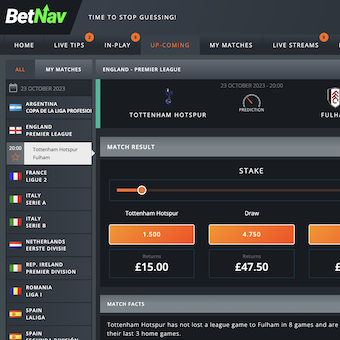 BetNav
TIME TO STOP GUESSING!
HOME
LIVE TIPS
2
IN-PLAY
3
UP-COMING
MY MATCHES
LIVE STREAMS
6
ALL
MY MATCHES
ENGLAND - PREMIER LEAGUE
23 OCTOBER 2023
ARGENTINA
COPA DE LA LIGA PROFESIO
ENGLAND
PREMIER LEAGUE
20:00
Tottenham Hotspur
Fulham
FRANCE
LIGUE 2
ITALY
SERIE A
ITALY
SERIE B
NETHERLANDS
EERSTE DIVISIE
REP. IRELAND
PREMIER DIVISION
ROMANIA
LIGA I
SPAIN
LALIGA
SPAIN
23 OCTOBER 2023 - 20:00
TOTTENHAM HOTSPUR
PREDICTION
FULHA
MATCH RESULT
STAKE
Tottenham Hotspur
Draw
1.500
4.750
Returns
Returns
£15.00
£47.50
MATCH FACTS
Tottenham Hotspur has not lost a league game to Fulham in 8 games and are
their last 3 home games.